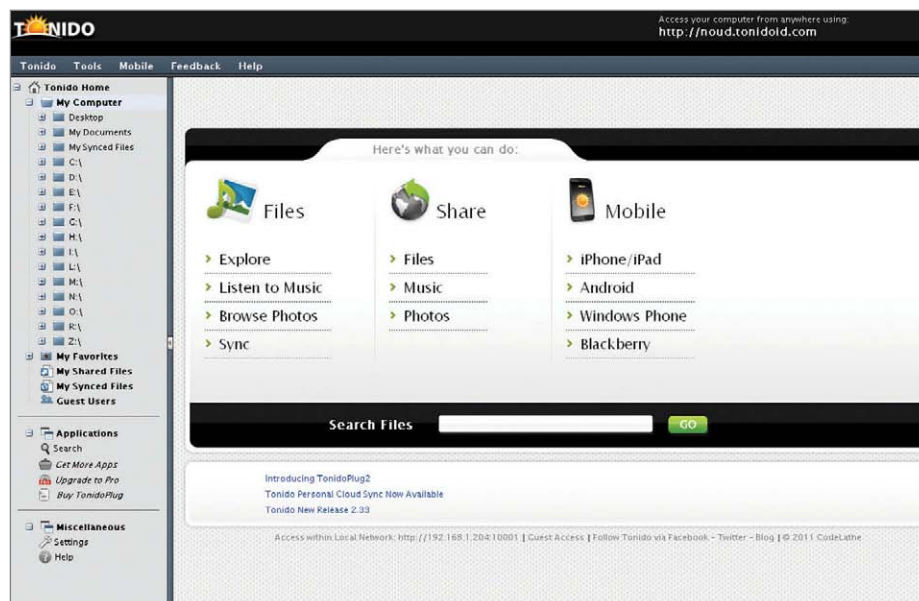 TONIDO
Access your computer from anywhere using:
http://noud.tonidoid.com
Tonido Tools Mobile Feedback Help
Tonido Home
My Computer
Desktop
My Documents
My Synced Files
C:\
D:\
E:\
F:\
G:\
H:\
I:\
L:\
M:\
N:\
O:\
R:\
Z:\
My Favorites
My Shared Files
My Synced Files
Guest Users
Applications
Search
Get More Apps
Upgrade to Pro
Buy TonidoPlug
Miscellaneous
Settings
Help
Here's what you can do:
Files
Explore
Listen to Music
Browse Photos
Sync
Share
Files
Music
Photos
Mobile
iPhone/iPad
Android
Windows Phone
Blackberry
Search Files GO
Introducing TonidoPlug2
Tonido Personal Cloud Sync Now Available
Tonido New Release 2.33
Access within Local Network: http://192.168.1.204:10001 | Guest Access | Follow Tonido via Facebook - Twitter - Blog | © 2011 CodeLathe